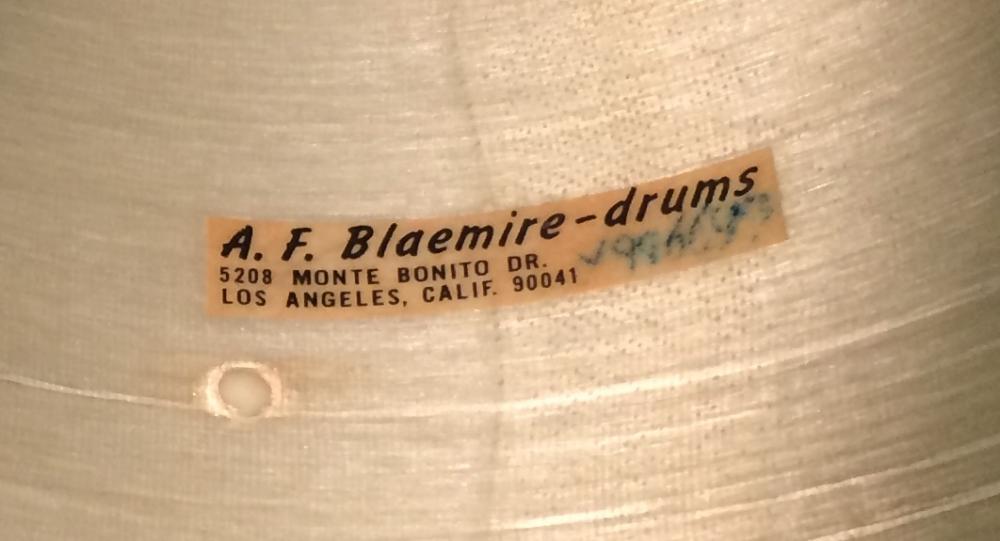 A. F. Blaemire-drums
5208 MONTE BONITO DR.
LOS ANGELES, CALIF. 90041